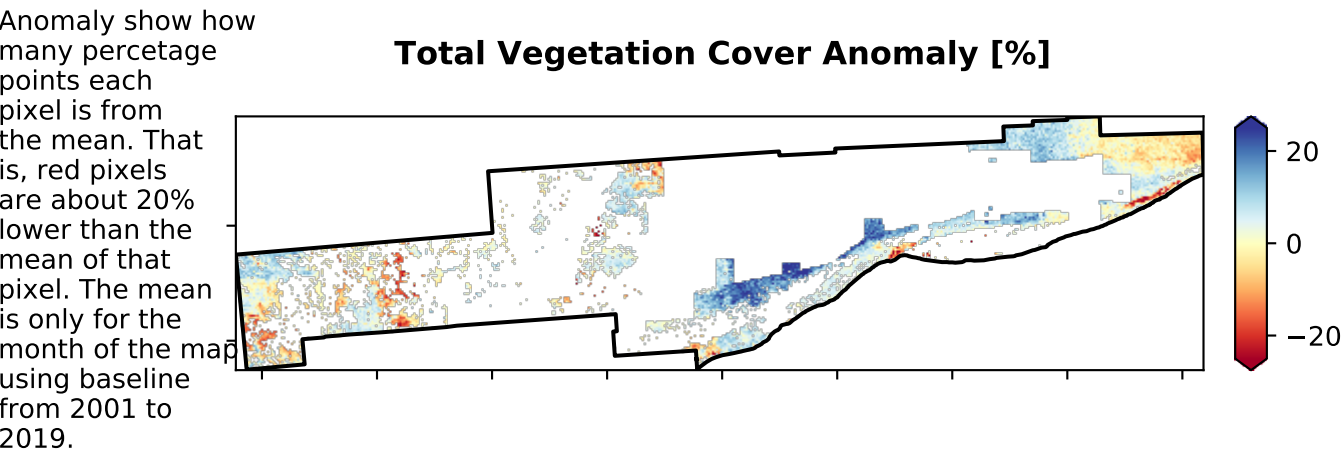 Anomaly show how
many percetage
points each
pixel is from
the mean. That
is, red pixels
are about 20%
lower than the
mean of that
pixel. The mean
is only for the
month of the map
using baseline
from 2001 to
2019.
Total Vegetation Cover Anomaly [%]
20
0
−20